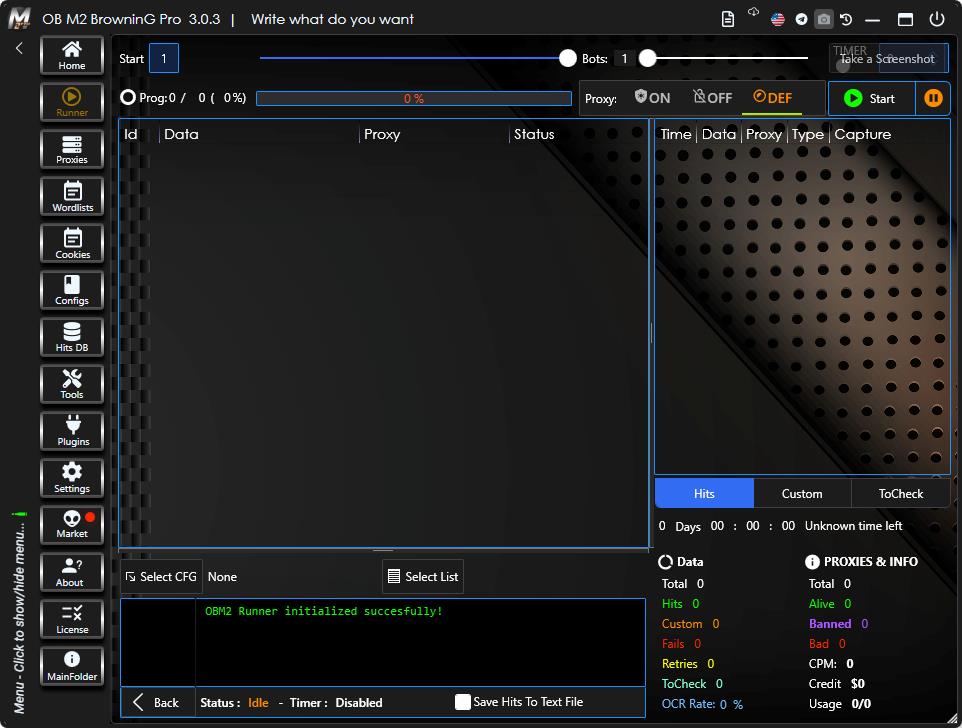 OB M2 BrowninG Pro 3.0.3 | Write what do you want
Start 1 Bots: 1 TIMER Take a Screenshot
Prog: 0 / 0 ( 0%) 0 % Proxy: ON OFF DEF Start
Id Data Proxy Status
Time Data Proxy Type Capture
Home
Runner
Proxies
Wordlists
Cookies
Configs
Hits DB
Tools
Plugins
Settings
Market
About
License
MainFolder
Menu - Click to show/hide menu...
Hits Custom ToCheck
0 Days 00 : 00 : 00 Unknown time left
Select CFG None Select List
OBM2 Runner initialized succesfully!
Back Status : Idle - Timer : Disabled Save Hits To Text File
Data
Total 0
Hits 0
Custom 0
Fails 0
Retries 0
ToCheck 0
OCR Rate: 0 %
PROXIES & INFO
Total 0
Alive 0
Banned 0
Bad 0
CPM: 0
Credit $0
Usage 0/0